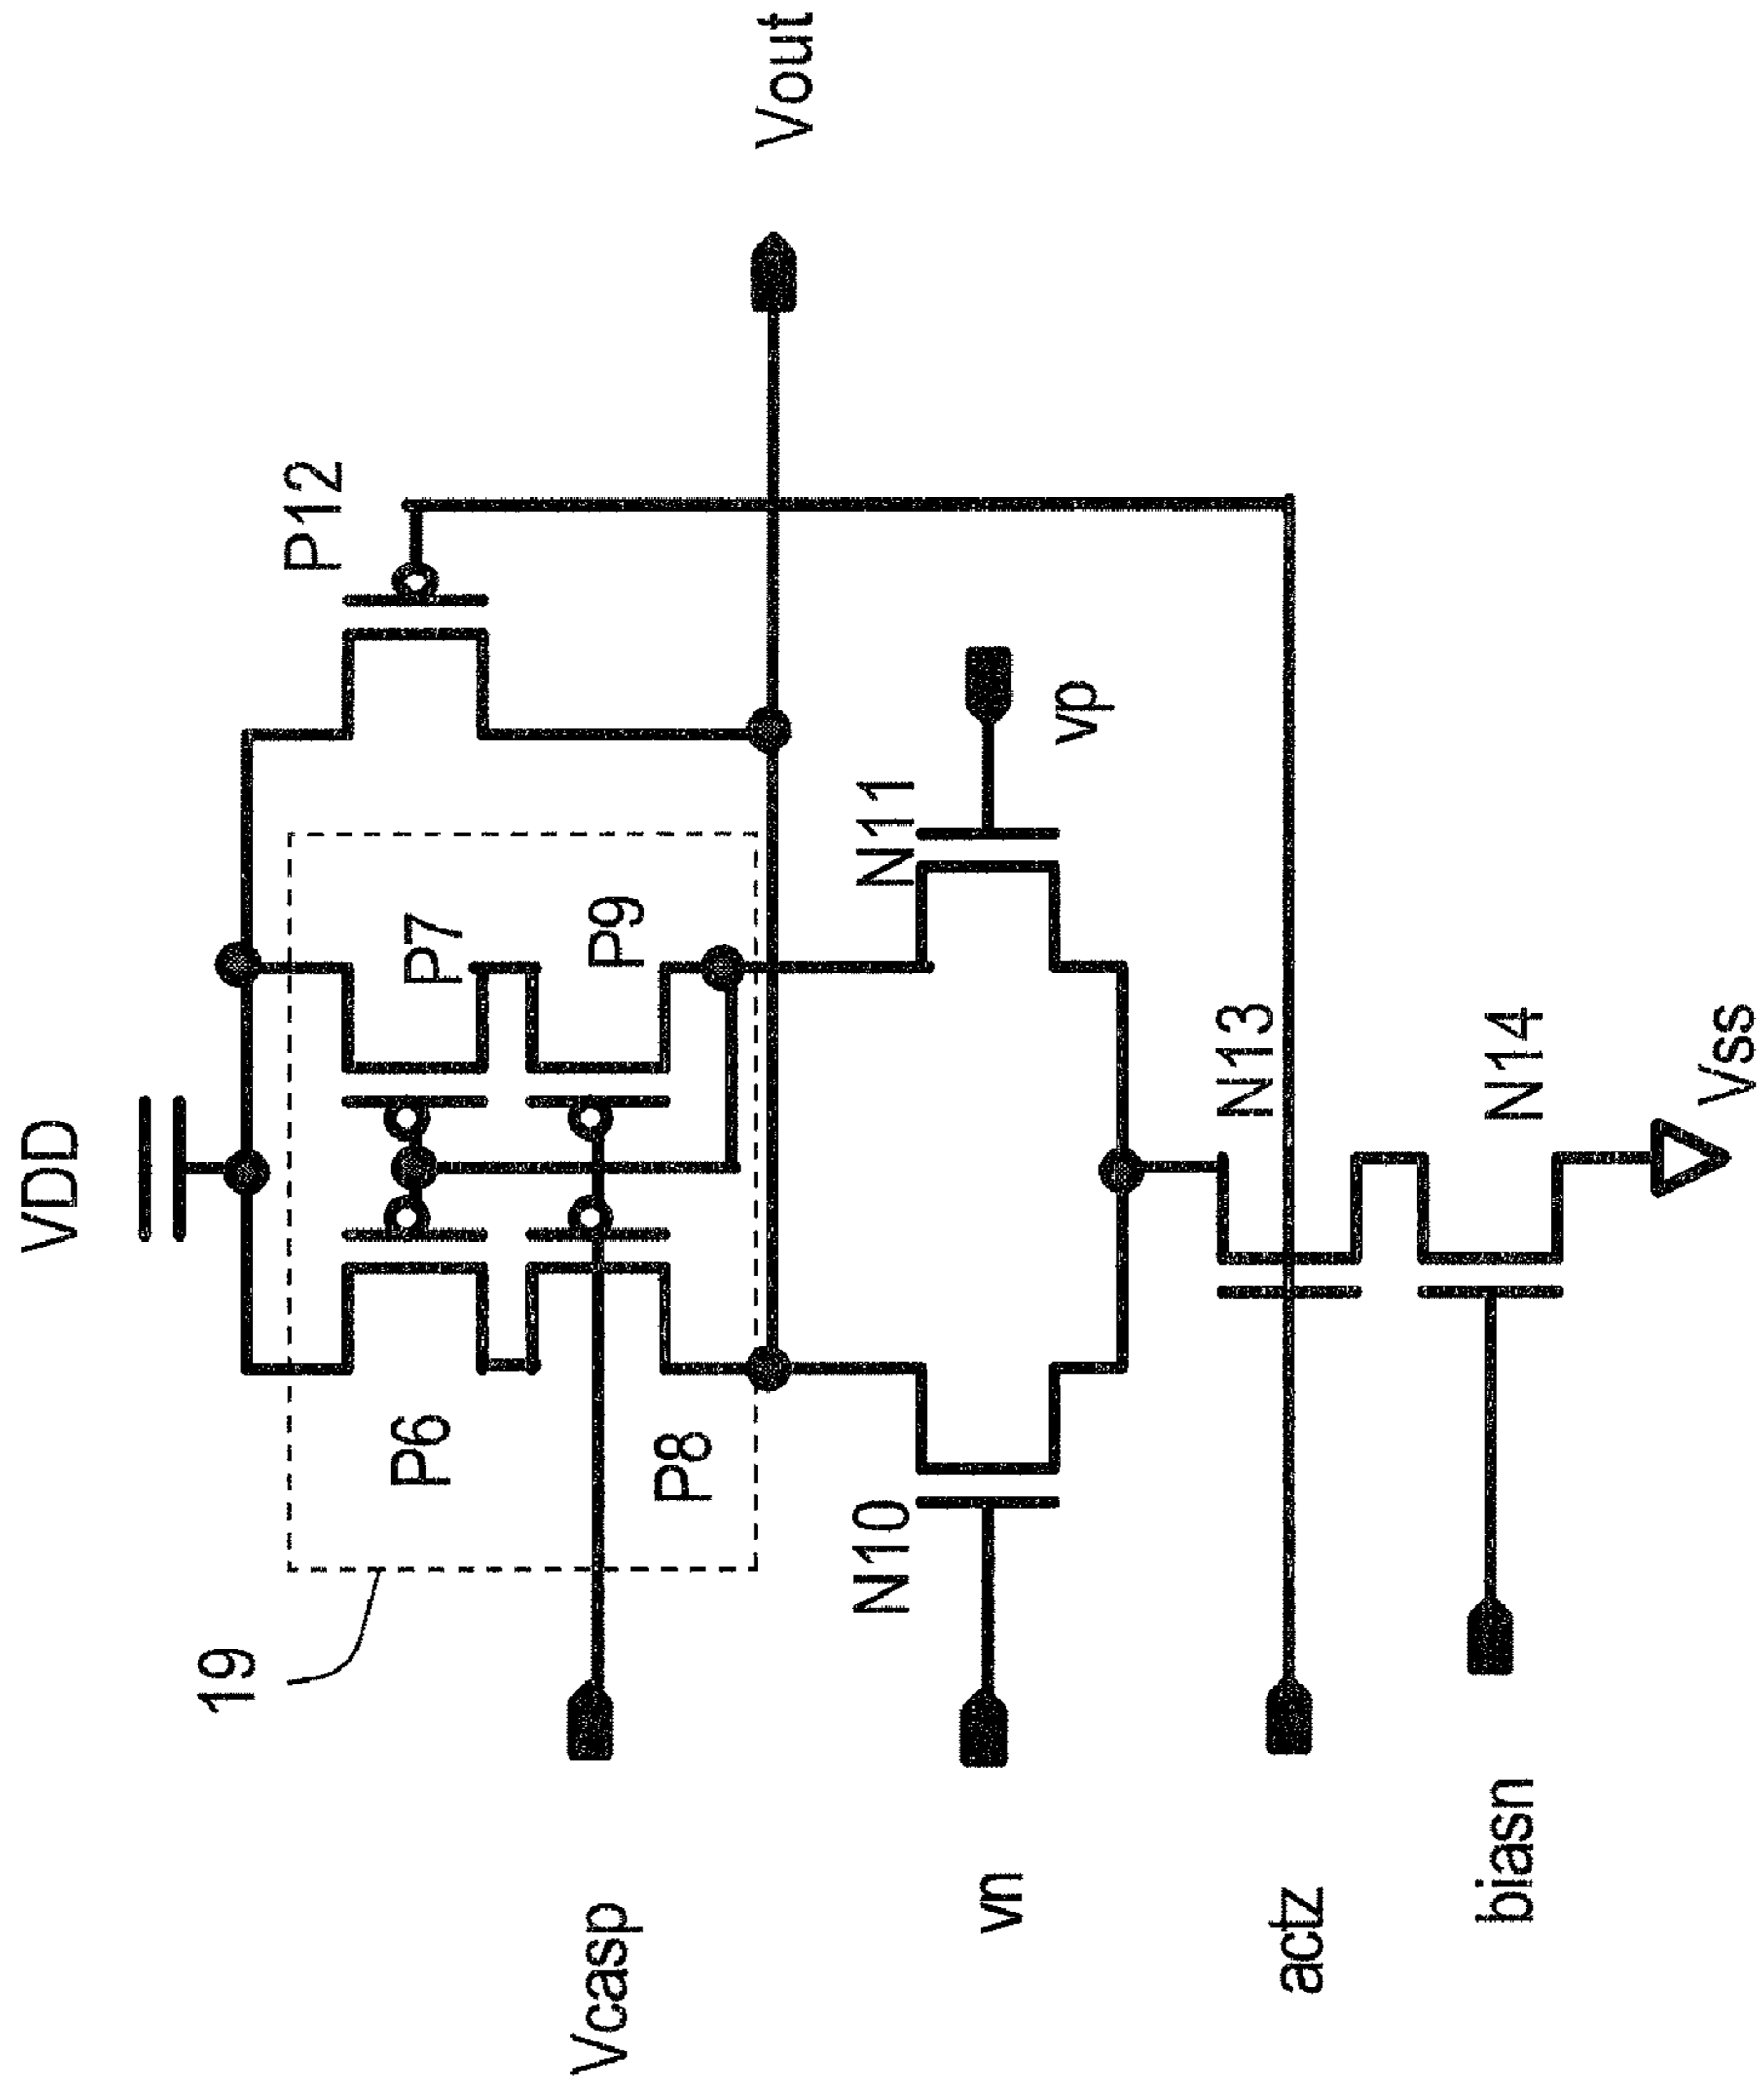 VDD
Vout
P12
P7
P9
P6
P8
19
Vcasp
N11
vp
N10
vn
N13
actz
N14
biasn
Vss